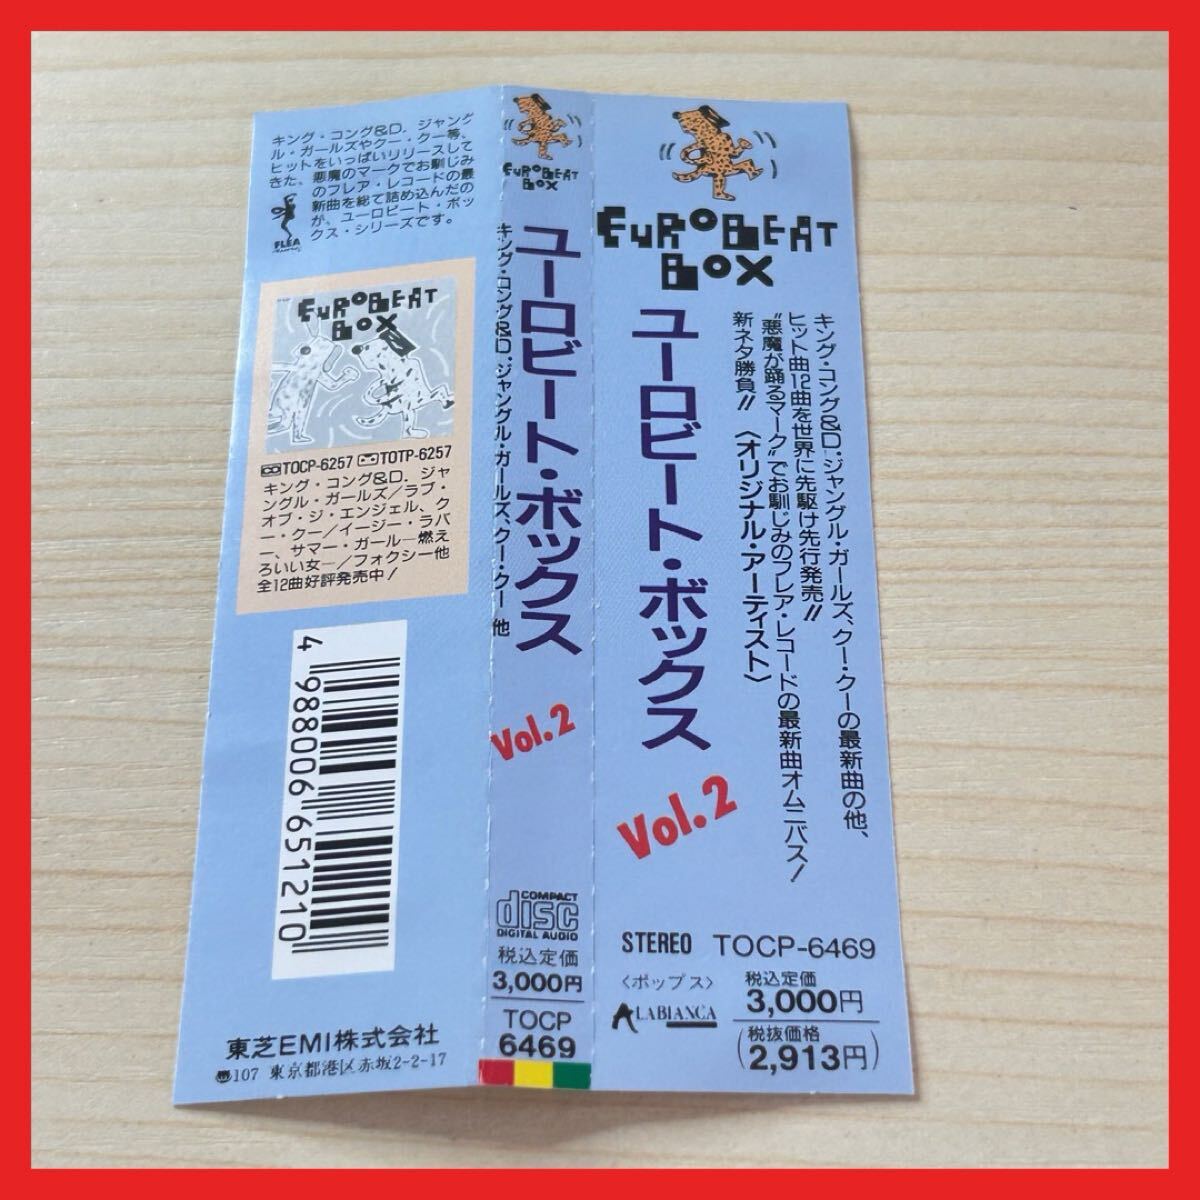 キング・コング&D．ジャング
ル・ガールズやクー・クー等、
ヒットをいっぱいリリースして
きた、悪魔のマークでお馴じみ
のフレア・レコードの最
新曲を総て詰め込んだの
が、ユーロビート・ボッ
クス・シリーズです。
FLEA
EUROBEAT
BOX
TOCP-6257 TOTP-6257
キング・コング&D．ジャ
ングル・ガールズ/ラブ・
オブ・ジ・エンジェル、ク
ー・クー/イージー・ラバ
ー、サマー・ガール―燃え
ろいい女―/フォクシー他
全12曲好評発売中！
4 988006 651210
東芝EMI株式会社
107 東京都港区赤坂2-2-17
EUROBEAT
BOX
ユーロビート・ボックス
キング・コング&D．ジャングル・ガールズ、クー・クー 他
Vol.2
COMPACT
disc
DIGITAL AUDIO
税込定価
3,000円
TOCP
6469
EUROBEAT
BOX
ユーロビート・ボックス
Vol.2
キング・コング&D．ジャングル・ガールズ、クー・クーの最新曲の他、
ヒット曲12曲を世界に先駆け先行発売!!
"悪魔が踊るマーク"でお馴じみのフレア・レコードの最新曲オムニバス！
新ネタ勝負!! 〈オリジナル・アーティスト〉
STEREO TOCP-6469
〈ポップス〉
ALABIANCA
税込定価
3,000円
(税抜価格
2,913円)